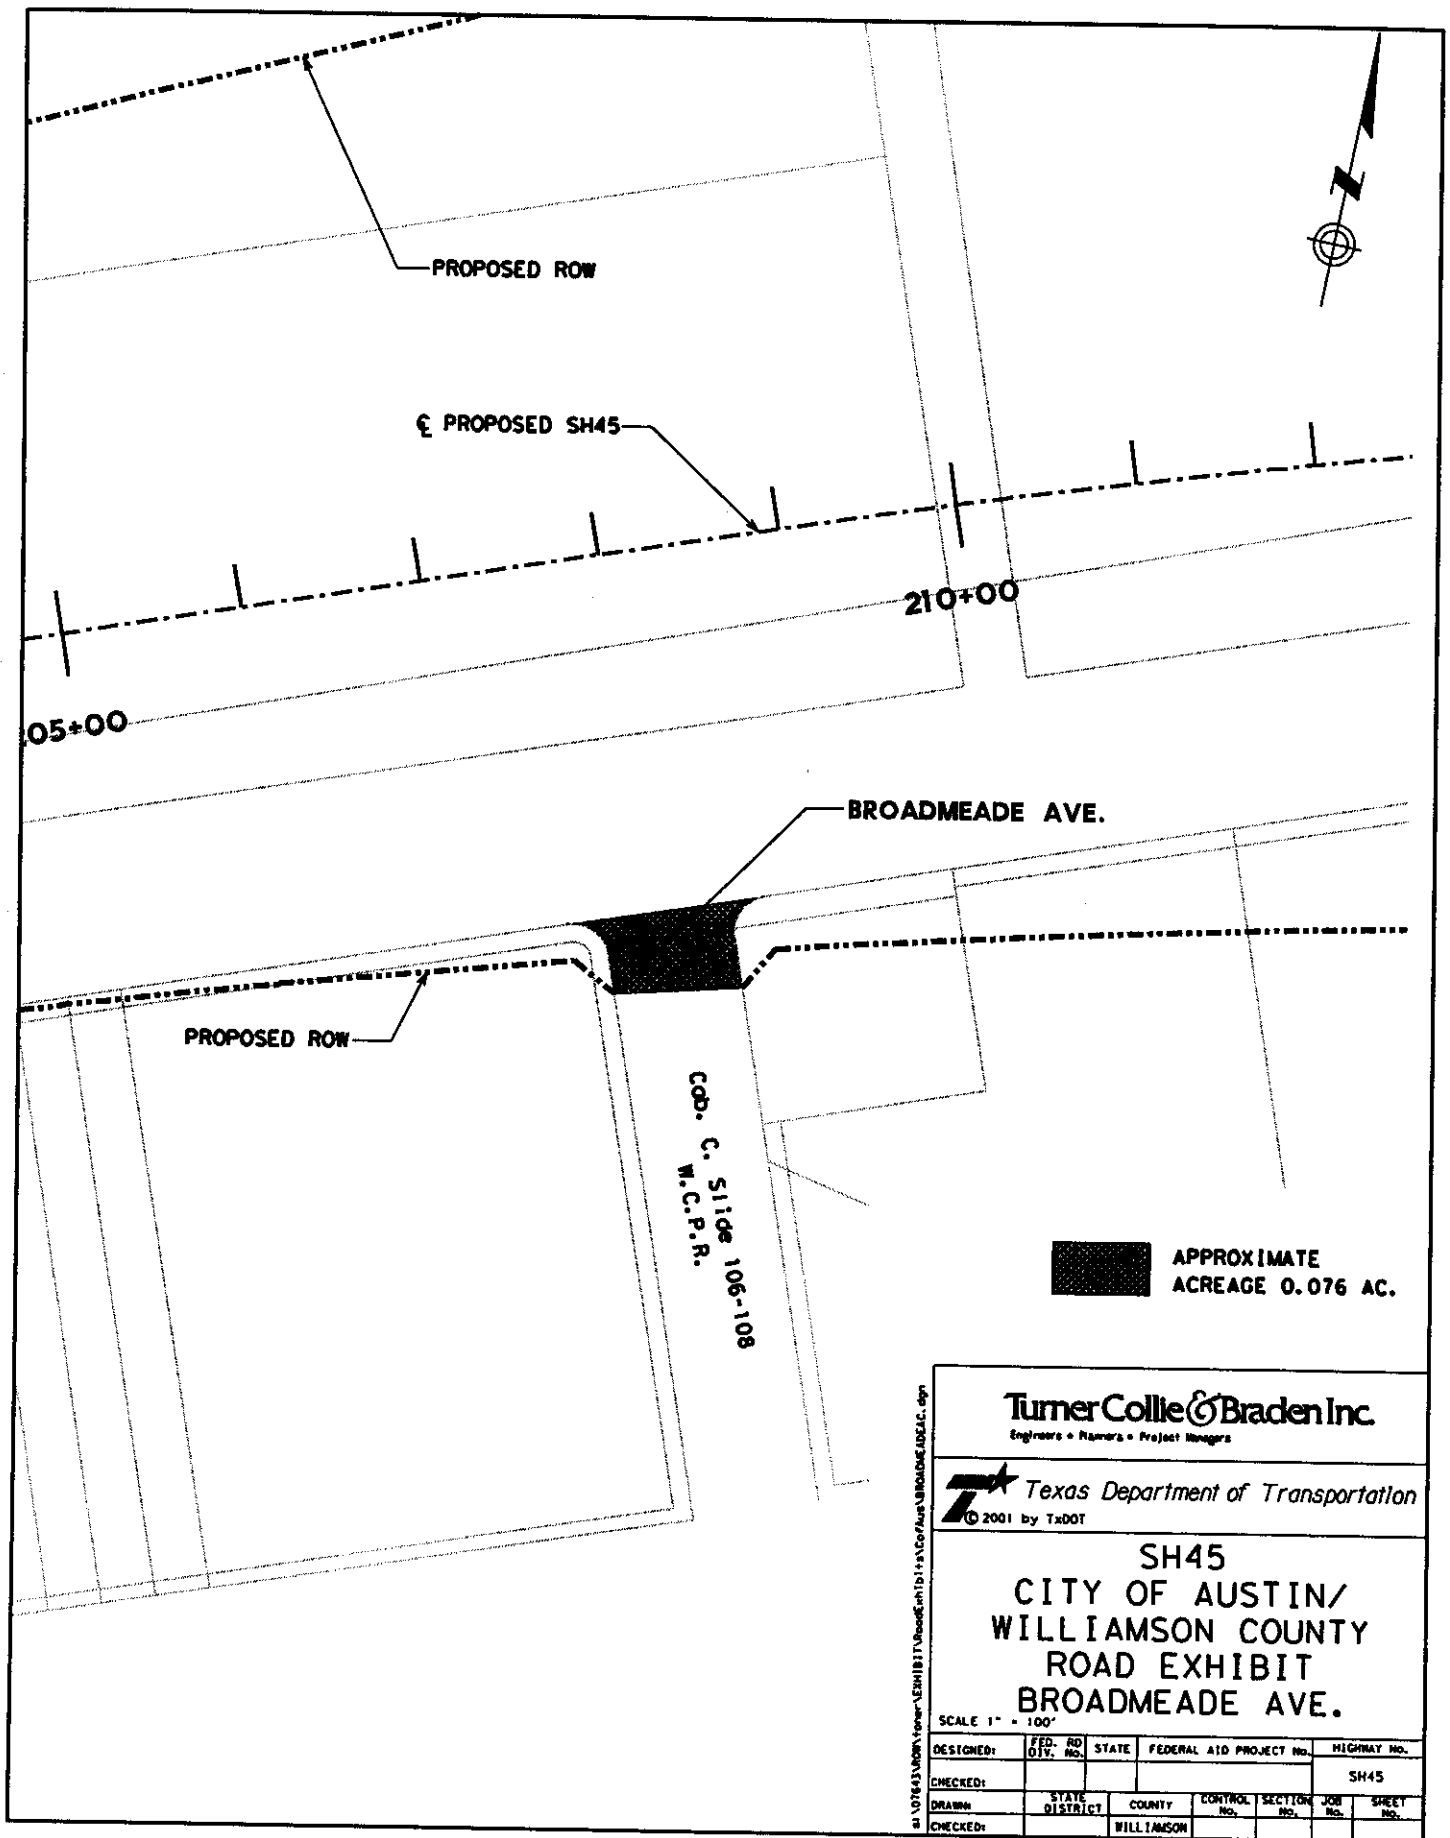 PROPOSED ROW
N
℄ PROPOSED SH45
210+00
05+00
BROADMEADE AVE.
PROPOSED ROW
Cab. C. Slide 106-108
W.C.P.R.
APPROXIMATE
ACREAGE 0.076 AC.
Turner Collie & Braden Inc.
Engineers • Planners • Project Managers
Texas Department of Transportation
© 2001 by TxDOT
SH45
CITY OF AUSTIN/
WILLIAMSON COUNTY
ROAD EXHIBIT
BROADMEADE AVE.
SCALE 1" = 100'
DESIGNED: FED. RD DIV. No. STATE FEDERAL AID PROJECT No. HIGHWAY No.
CHECKED: SH45
DRAWN: STATE DISTRICT COUNTY CONTROL No. SECTION No. JOB No. SHEET No.
CHECKED: WILLIAMSON